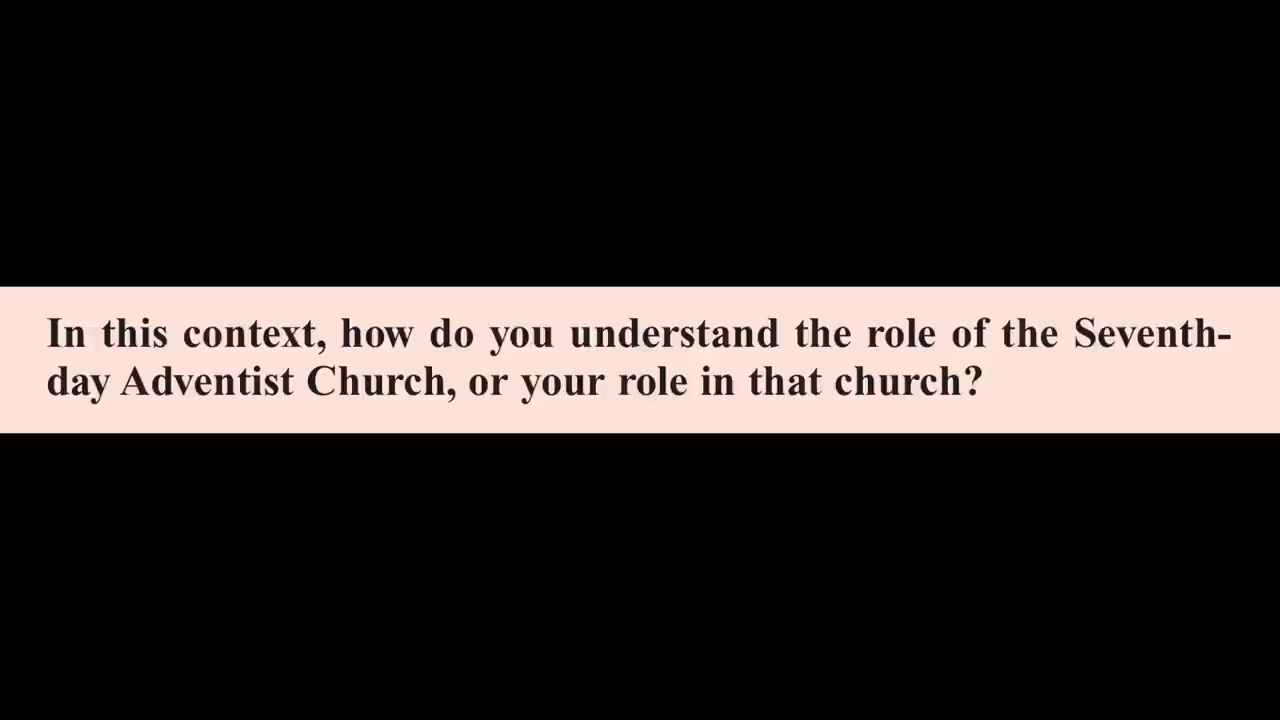 In this context, how do you understand the role of the Seventh-
day Adventist Church, or your role in that church?